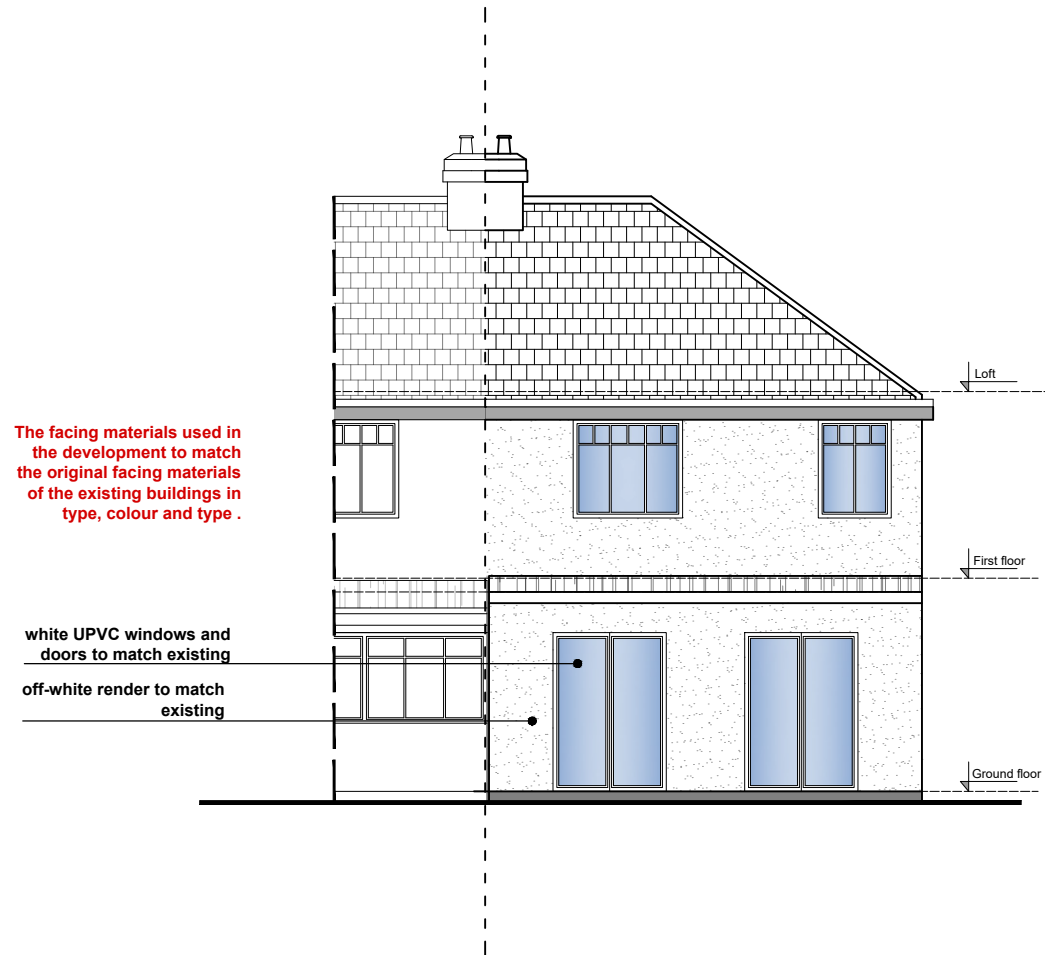 The facing materials used in
the development to match
the original facing materials
of the existing buildings in
type, colour and type .
white UPVC windows and
doors to match existing
off-white render to match
existing
Loft
First floor
Ground floor